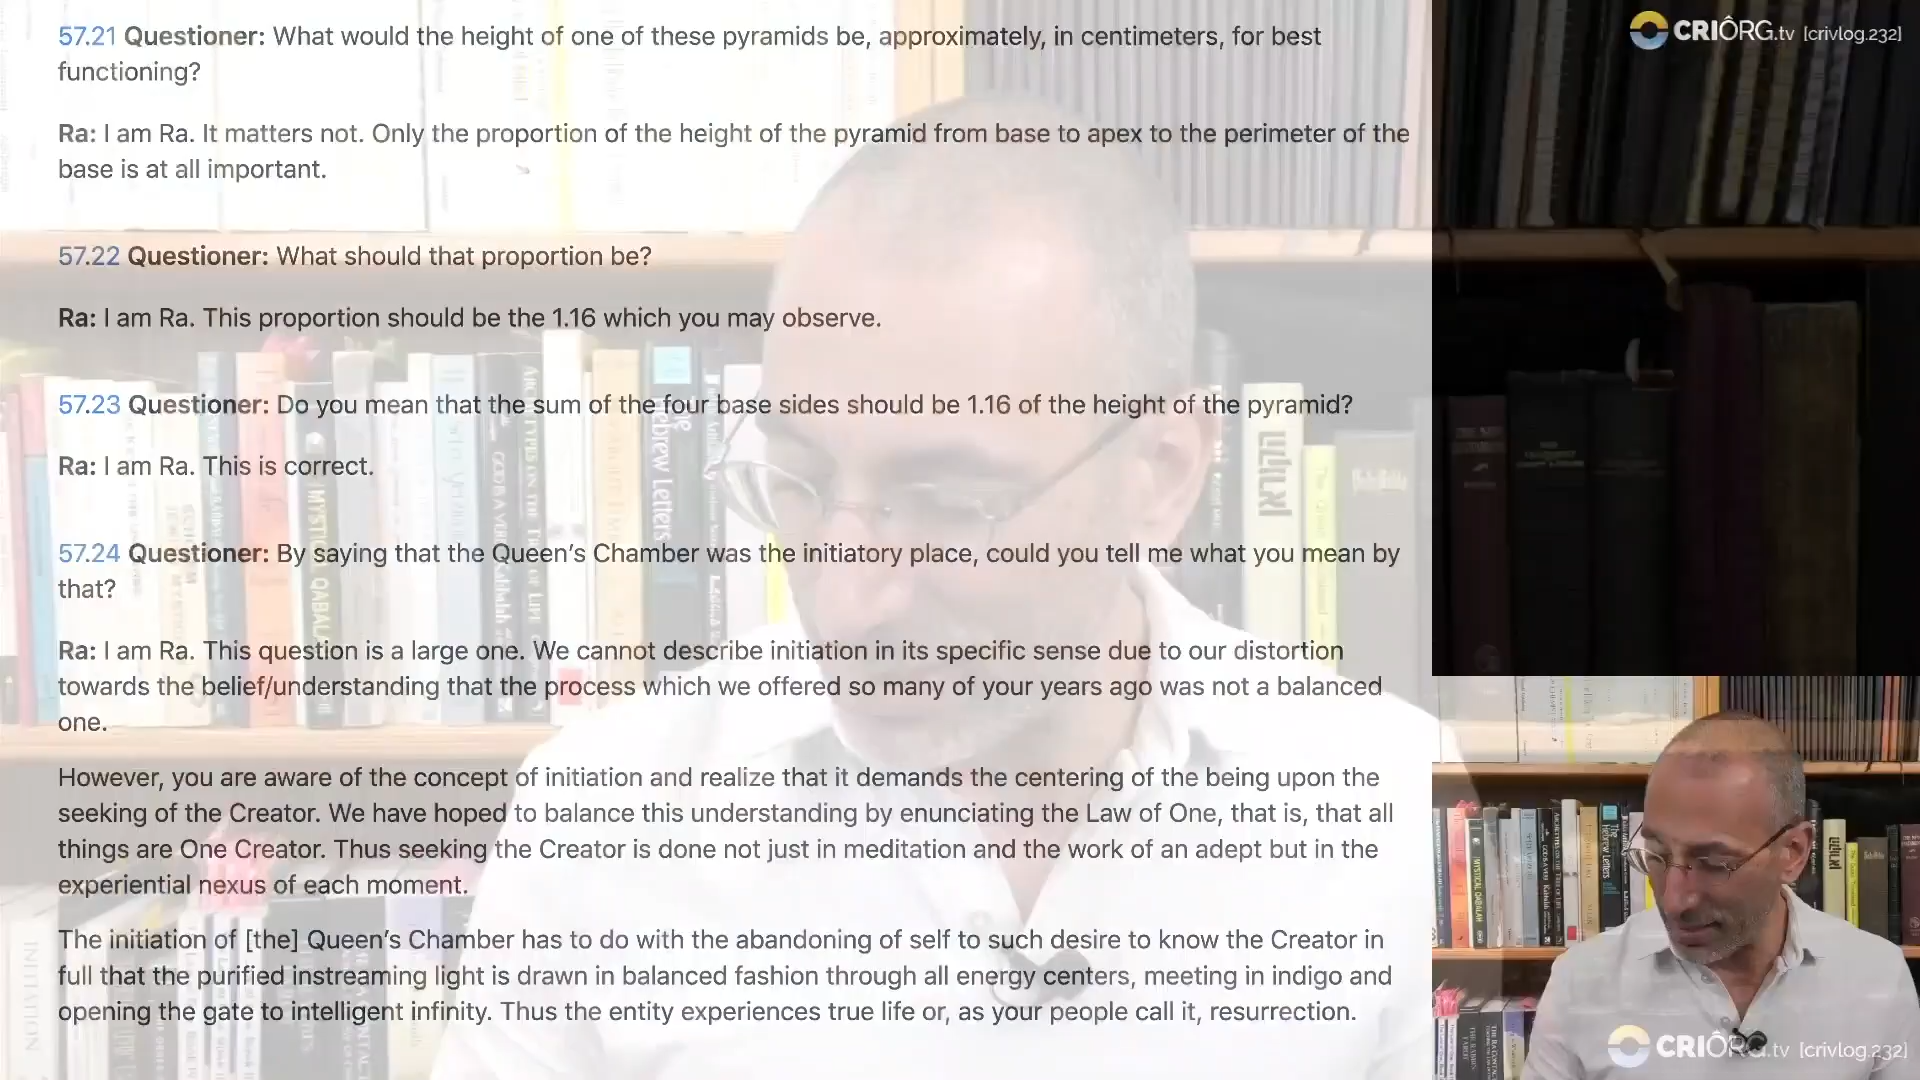 57.21 Questioner: What would the height of one of these pyramids be, approximately, in centimeters, for best
functioning?
Ra: I am Ra. It matters not. Only the proportion of the height of the pyramid from base to apex to the perimeter of the
base is at all important.
57.22 Questioner: What should that proportion be?
Ra: I am Ra. This proportion should be the 1.16 which you may observe.
57.23 Questioner: Do you mean that the sum of the four base sides should be 1.16 of the height of the pyramid?
Ra: I am Ra. This is correct.
57.24 Questioner: By saying that the Queen’s Chamber was the initiatory place, could you tell me what you mean by
that?
Ra: I am Ra. This question is a large one. We cannot describe initiation in its specific sense due to our distortion
towards the belief/understanding that the process which we offered so many of your years ago was not a balanced
one.
However, you are aware of the concept of initiation and realize that it demands the centering of the being upon the
seeking of the Creator. We have hoped to balance this understanding by enunciating the Law of One, that is, that all
things are One Creator. Thus seeking the Creator is done not just in meditation and the work of an adept but in the
experiential nexus of each moment.
The initiation of [the] Queen’s Chamber has to do with the abandoning of self to such desire to know the Creator in
full that the purified instreaming light is drawn in balanced fashion through all energy centers, meeting in indigo and
opening the gate to intelligent infinity. Thus the entity experiences true life or, as your people call it, resurrection.
CRIÔRG.tv [crivlog.232]
The Hebrew Letters
MYSTICAL QABALAH
הקוראן
Holy Bible
INITIATION
CRIÔRG.tv [crivlog.232]